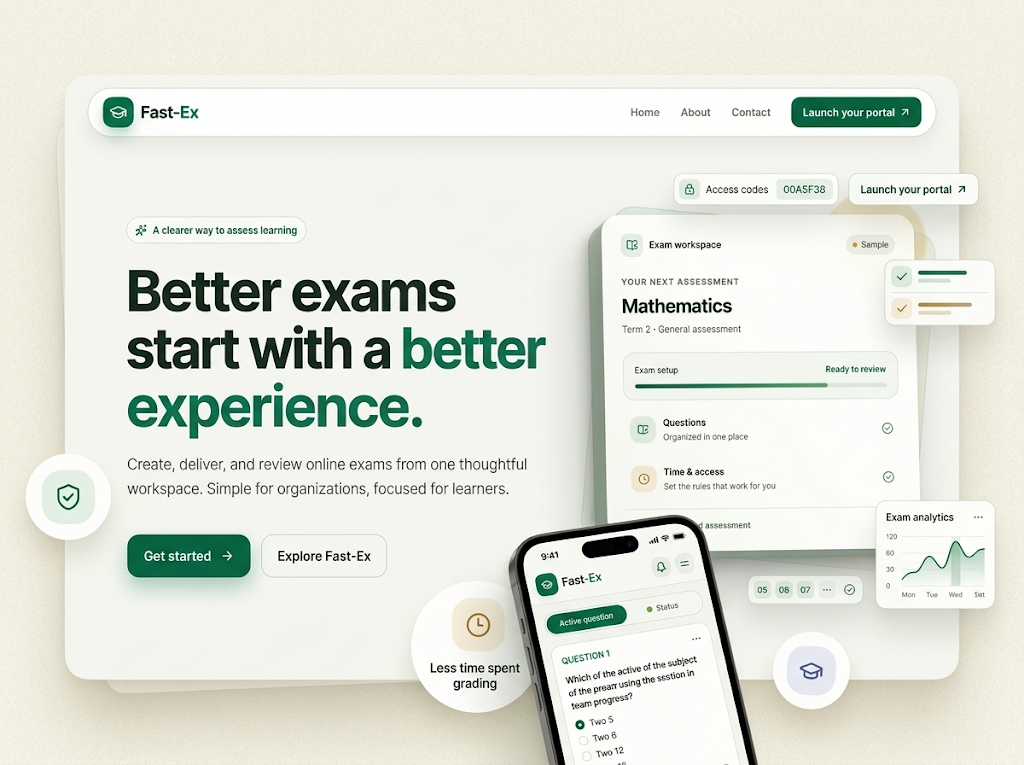 Fast-Ex
Home
About
Contact
Launch your portal
Access codes
00A5F38
Launch your portal
A clearer way to assess learning
Better exams
start with a better
experience.
Create, deliver, and review online exams from one thoughtful
workspace. Simple for organizations, focused for learners.
Get started
Explore Fast-Ex
Exam workspace
Sample
YOUR NEXT ASSESSMENT
Mathematics
Term 2 · General assessment
Exam setup
Ready to review
Questions
Organized in one place
Time & access
Set the rules that work for you
assessment
Exam analytics
120
60
30
0
Mon Tue Wed Sat
05 08 07 ...
Less time spent
grading
9:41
Fast-Ex
Active question
Status
QUESTION 1
Which of the active of the subject
of the prearr using the sestion in
team progress?
Two 5
Two 6
Two 12